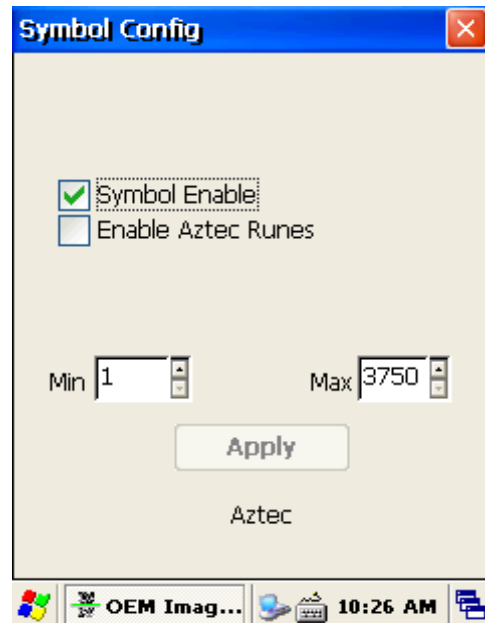 Symbol Config
Symbol Enable
Enable Aztec Runes
Min 1 Max 3750
Apply
Aztec
OEM Imag... 10:26 AM